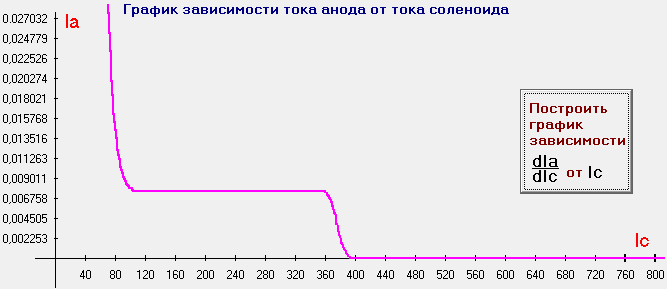 График зависимости тока анода от тока соленоида
Ia
0,027032
0,024779
0,022526
0,020274
0,018021
0,015768
0,013516
0,011263
0,009011
0,006758
0,004505
0,002253
Построить
график
зависимости
dIa
dIc от Ic
Ic
40 80 120 160 200 240 280 320 360 400 440 480 520 560 600 640 680 720 760 800